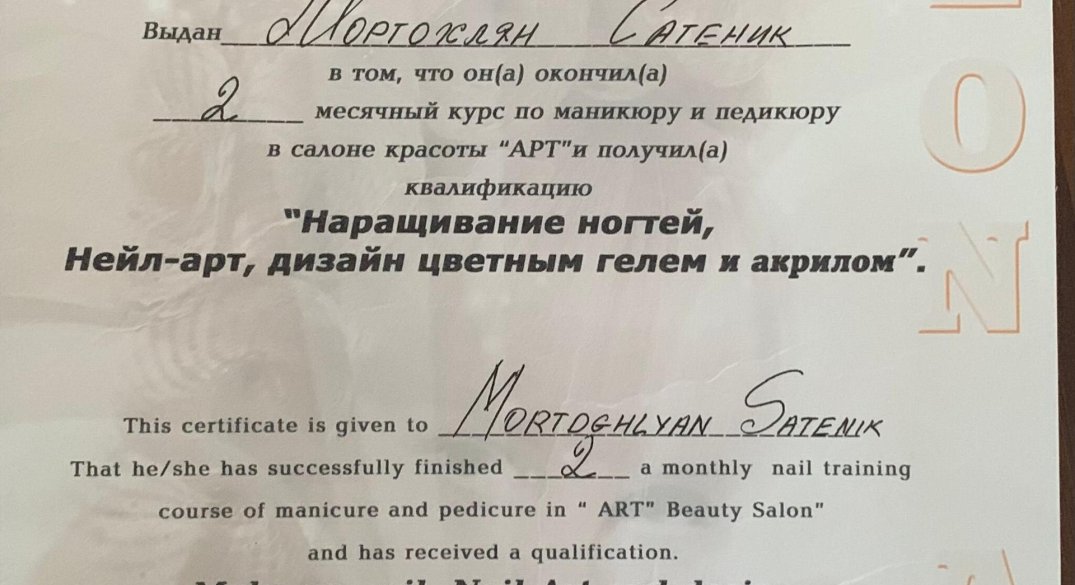 Выдан Мортохлян Сатеник
в том, что он(а) окончил(а)
2 месячный курс по маникюру и педикюру
в салоне красоты “АРТ”и получил(а)
квалификацию
“Наращивание ногтей,
Нейл-арт, дизайн цветным гелем и акрилом”.
This certificate is given to Mortoghlyan Satenik
That he/she has successfully finished 2 a monthly nail training
course of manicure and pedicure in “ ART” Beauty Salon”
and has received a qualification.
O
N